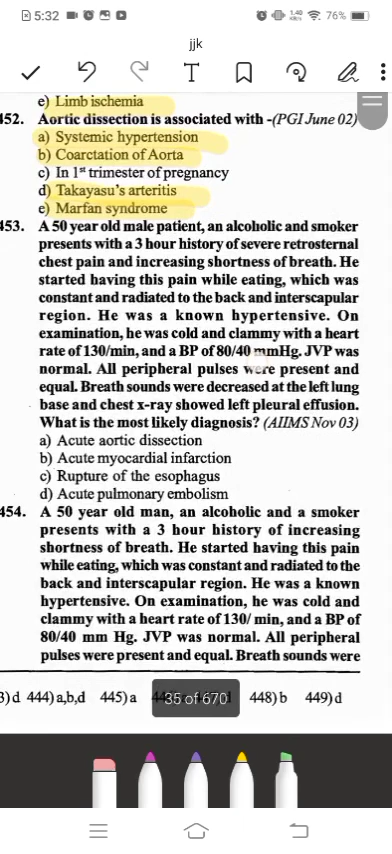 5:32
1.40
KB/s
76%
jjk
T
e) Limb ischemia
452. Aortic dissection is associated with -(PGI June 02)
a) Systemic hypertension
b) Coarctation of Aorta
c) In 1st trimester of pregnancy
d) Takayasu's arteritis
e) Marfan syndrome
453. A 50 year old male patient, an alcoholic and smoker
presents with a 3 hour history of severe retrosternal
chest pain and increasing shortness of breath. He
started having this pain while eating, which was
constant and radiated to the back and interscapular
region. He was a known hypertensive. On
examination, he was cold and clammy with a heart
rate of 130/min, and a BP of 80/40 mmHg. JVP was
normal. All peripheral pulses were present and
equal. Breath sounds were decreased at the left lung
base and chest x-ray showed left pleural effusion.
What is the most likely diagnosis? (AIIMS Nov 03)
a) Acute aortic dissection
b) Acute myocardial infarction
c) Rupture of the esophagus
d) Acute pulmonary embolism
454. A 50 year old man, an alcoholic and a smoker
presents with a 3 hour history of increasing
shortness of breath. He started having this pain
while eating, which was constant and radiated to the
back and interscapular region. He was a known
hypertensive. On examination, he was cold and
clammy with a heart rate of 130/ min, and a BP of
80/40 mm Hg. JVP was normal. All peripheral
pulses were present and equal. Breath sounds were
3)d 444)a,b,d 445)a 448)b 449)d
35 of 670